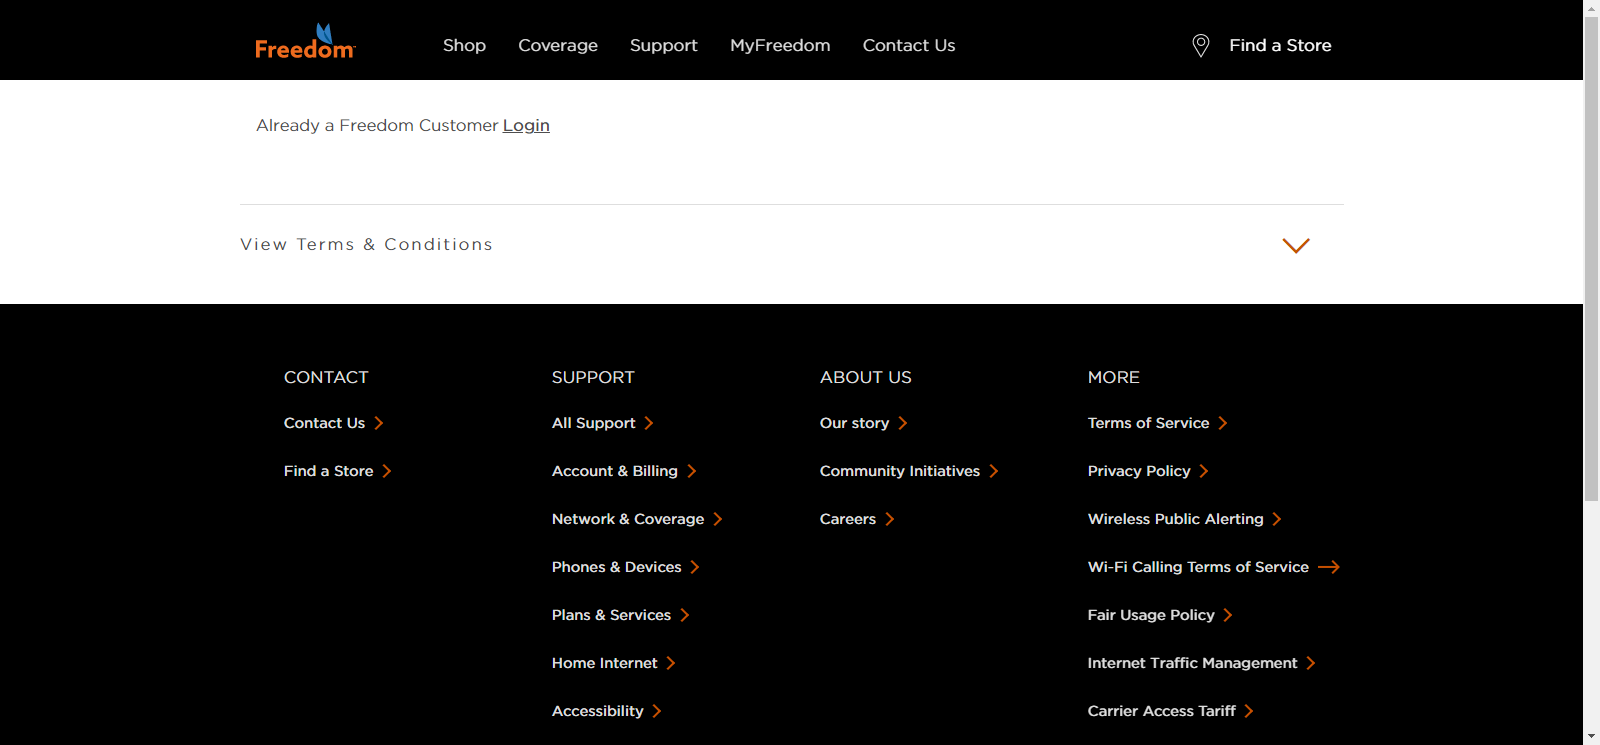 Freedom
Shop
Coverage
Support
MyFreedom
Contact Us
Find a Store
Already a Freedom Customer Login
View Terms & Conditions
CONTACT
Contact Us
Find a Store
SUPPORT
All Support
Account & Billing
Network & Coverage
Phones & Devices
Plans & Services
Home Internet
Accessibility
ABOUT US
Our story
Community Initiatives
Careers
MORE
Terms of Service
Privacy Policy
Wireless Public Alerting
Wi-Fi Calling Terms of Service
Fair Usage Policy
Internet Traffic Management
Carrier Access Tariff